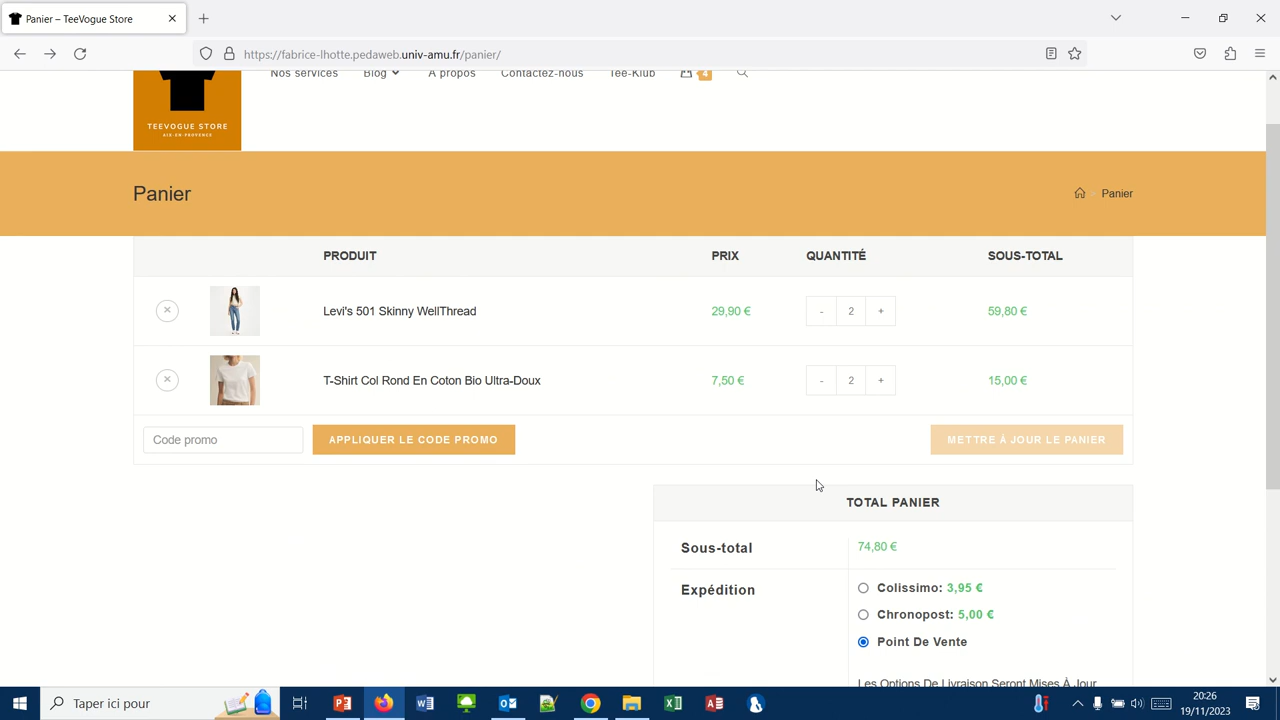 Panier – TeeVogue Store
https://fabrice-lhotte.pedaweb.univ-amu.fr/panier/
Nos services Blog À propos Contactez-nous Tee-Klub 4
TEEVOGUE STORE
AIX-EN-PROVENCE
Panier
Panier
PRODUIT PRIX QUANTITÉ SOUS-TOTAL
Levi's 501 Skinny WellThread 29,90 € - 2 + 59,80 €
T-Shirt Col Rond En Coton Bio Ultra-Doux 7,50 € - 2 + 15,00 €
Code promo APPLIQUER LE CODE PROMO METTRE À JOUR LE PANIER
TOTAL PANIER
Sous-total 74,80 €
Expédition Colissimo: 3,95 €
Chronopost: 5,00 €
Point De Vente
Les Options De Livraison Seront Mises À Jour
Taper ici pour
20:26
19/11/2023